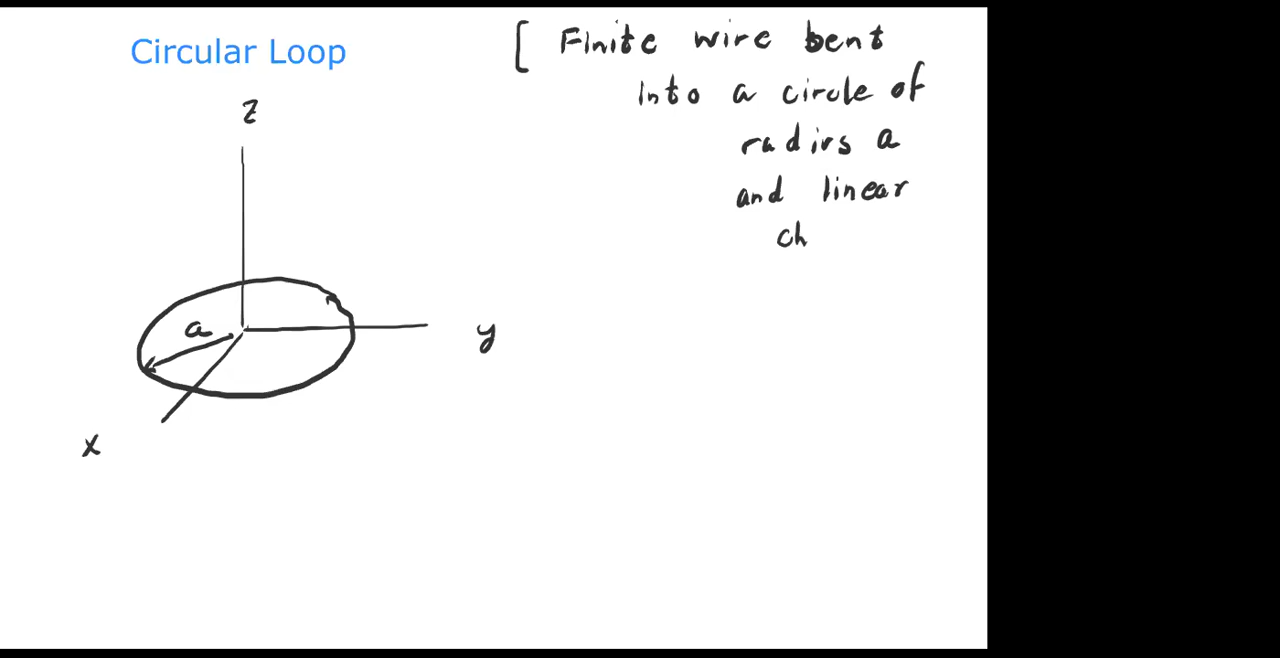 Circular Loop
[ Finite wire bent
into a circle of
radius a
and linear
ch
z
a
y
x